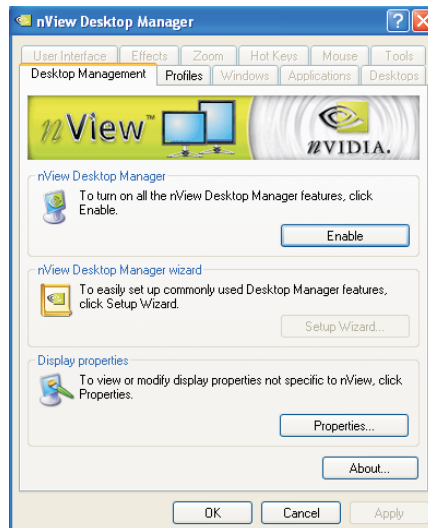 nView Desktop Manager
User Interface Effects Zoom Hot Keys Mouse Tools
Desktop Management Profiles Windows Applications Desktops
nView™
nVIDIA.
nView Desktop Manager
To turn on all the nView Desktop Manager features, click
Enable.
Enable
nView Desktop Manager wizard
To easily set up commonly used Desktop Manager features,
click Setup Wizard.
Setup Wizard...
Display properties
To view or modify display properties not specific to nView, click
Properties.
Properties...
About...
OK Cancel Apply